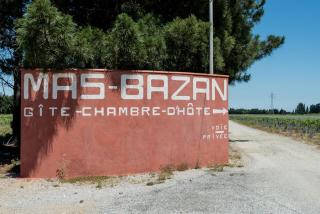 MAS-BAZAN
GÎTE-CHAMBRE-D'HÔTE→
VOIE
PRIVÉE